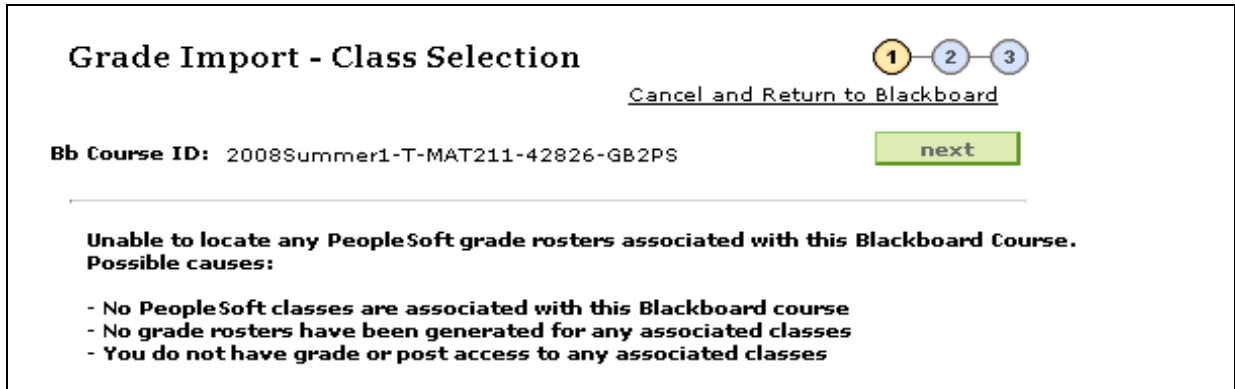 Grade Import - Class Selection
1 2 3
Cancel and Return to Blackboard
Bb Course ID: 2008Summer1-T-MAT211-42826-GB2PS
next
Unable to locate any PeopleSoft grade rosters associated with this Blackboard Course.
Possible causes:
- No PeopleSoft classes are associated with this Blackboard course
- No grade rosters have been generated for any associated classes
- You do not have grade or post access to any associated classes